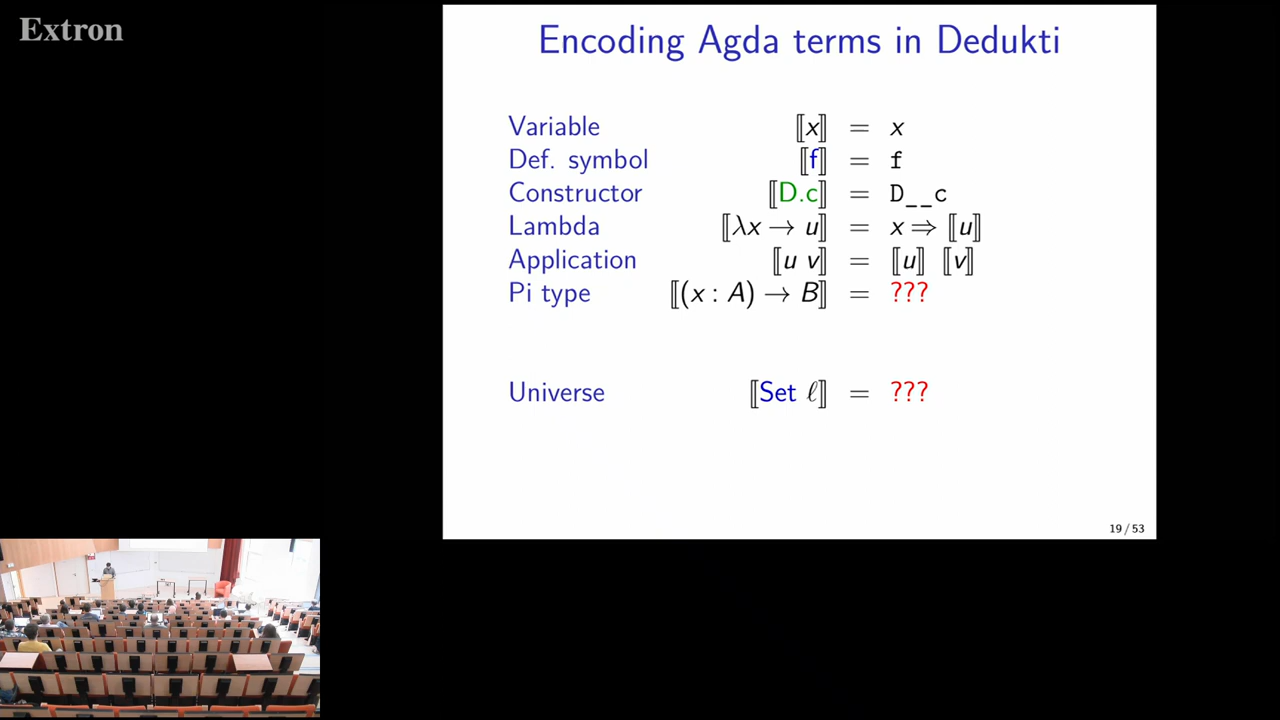 Extron
Encoding Agda terms in Dedukti
Variable ⟦x⟧ = x
Def. symbol ⟦f⟧ = f
Constructor ⟦D.c⟧ = D__c
Lambda ⟦λx → u⟧ = x ⇒ ⟦u⟧
Application ⟦u v⟧ = ⟦u⟧ ⟦v⟧
Pi type ⟦(x : A) → B⟧ = ???
Universe ⟦Set ℓ⟧ = ???
19 / 53